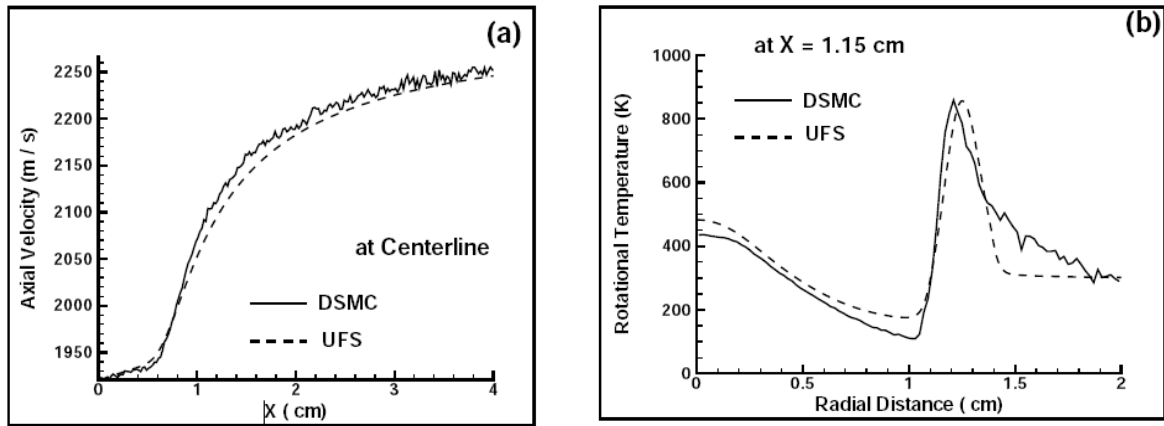 (a)
Axial Velocity (m / s)
2250
2200
2150
2100
2050
2000
1950
at Centerline
DSMC
UFS
0 1 2 3 4
X ( cm)
(b)
at X = 1.15 cm
Rotational Temperature (K)
1000
800
600
400
200
0
DSMC
UFS
0 0.5 1 1.5 2
Radial Distance ( cm)